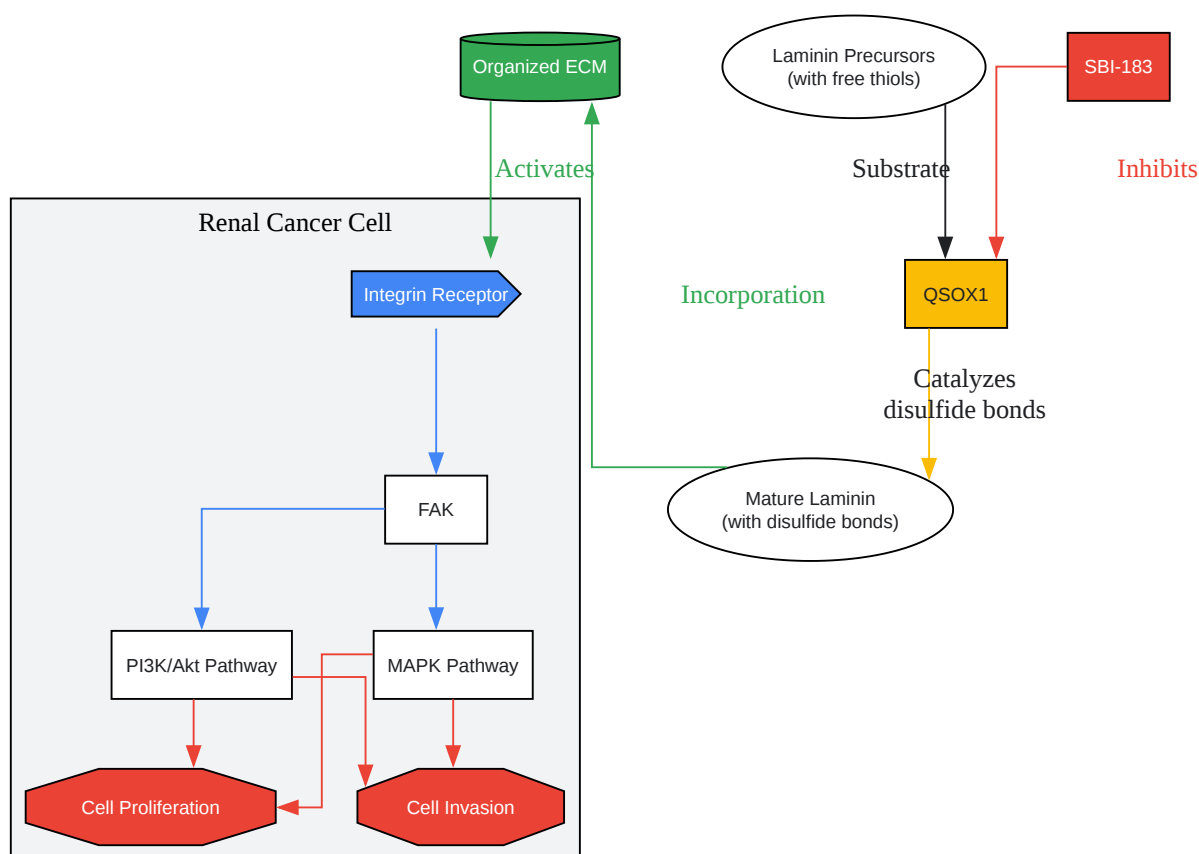 Organized ECM
Laminin Precursors
(with free thiols)
SBI-183
Activates
Substrate
Inhibits
Renal Cancer Cell
Integrin Receptor
Incorporation
QSOX1
Catalyzes
disulfide bonds
FAK
Mature Laminin
(with disulfide bonds)
PI3K/Akt Pathway
MAPK Pathway
Cell Proliferation
Cell Invasion